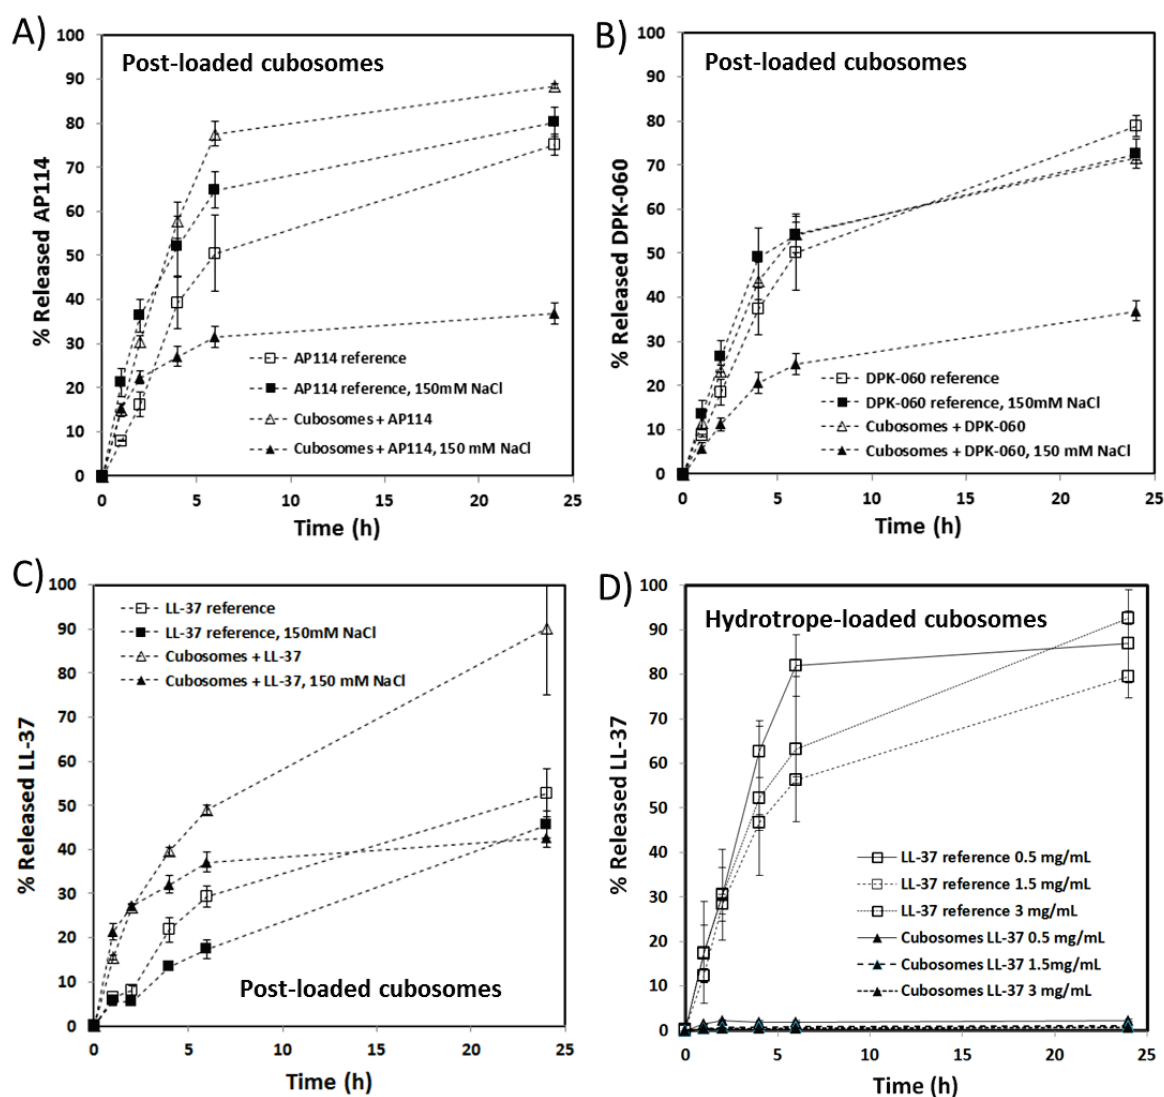 A)
Post-loaded cubosomes
% Released AP114
100
90
80
70
60
50
40
30
20
10
0
AP114 reference
AP114 reference, 150mM NaCl
Cubosomes + AP114
Cubosomes + AP114, 150 mM NaCl
0 5 10 15 20 25
Time (h)
B)
Post-loaded cubosomes
% Released DPK-060
100
90
80
70
60
50
40
30
20
10
0
DPK-060 reference
DPK-060 reference, 150mM NaCl
Cubosomes + DPK-060
Cubosomes + DPK-060, 150 mM NaCl
0 5 10 15 20 25
Time (h)
C)
% Released LL-37
100
90
80
70
60
50
40
30
20
10
0
LL-37 reference
LL-37 reference, 150mM NaCl
Cubosomes + LL-37
Cubosomes + LL-37, 150 mM NaCl
Post-loaded cubosomes
0 5 10 15 20 25
Time (h)
D)
Hydrotrope-loaded cubosomes
% Released LL-37
100
90
80
70
60
50
40
30
20
10
0
LL-37 reference 0.5 mg/mL
LL-37 reference 1.5 mg/mL
LL-37 reference 3 mg/mL
Cubosomes LL-37 0.5 mg/mL
Cubosomes LL-37 1.5mg/mL
Cubosomes LL-37 3 mg/mL
0 5 10 15 20 25
Time (h)